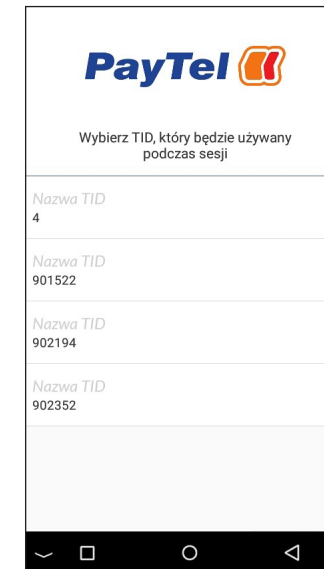 PayTel
Wybierz TID, który będzie używany
podczas sesji
Nazwa TID
4
Nazwa TID
901522
Nazwa TID
902194
Nazwa TID
902352